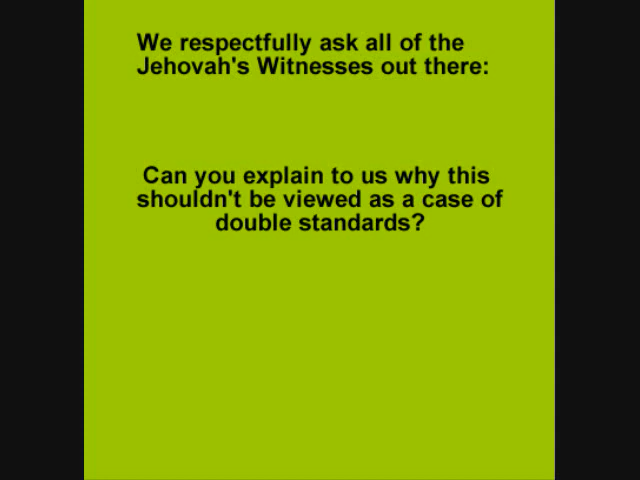 We respectfully ask all of the
Jehovah's Witnesses out there:
Can you explain to us why this
shouldn't be viewed as a case of
double standards?